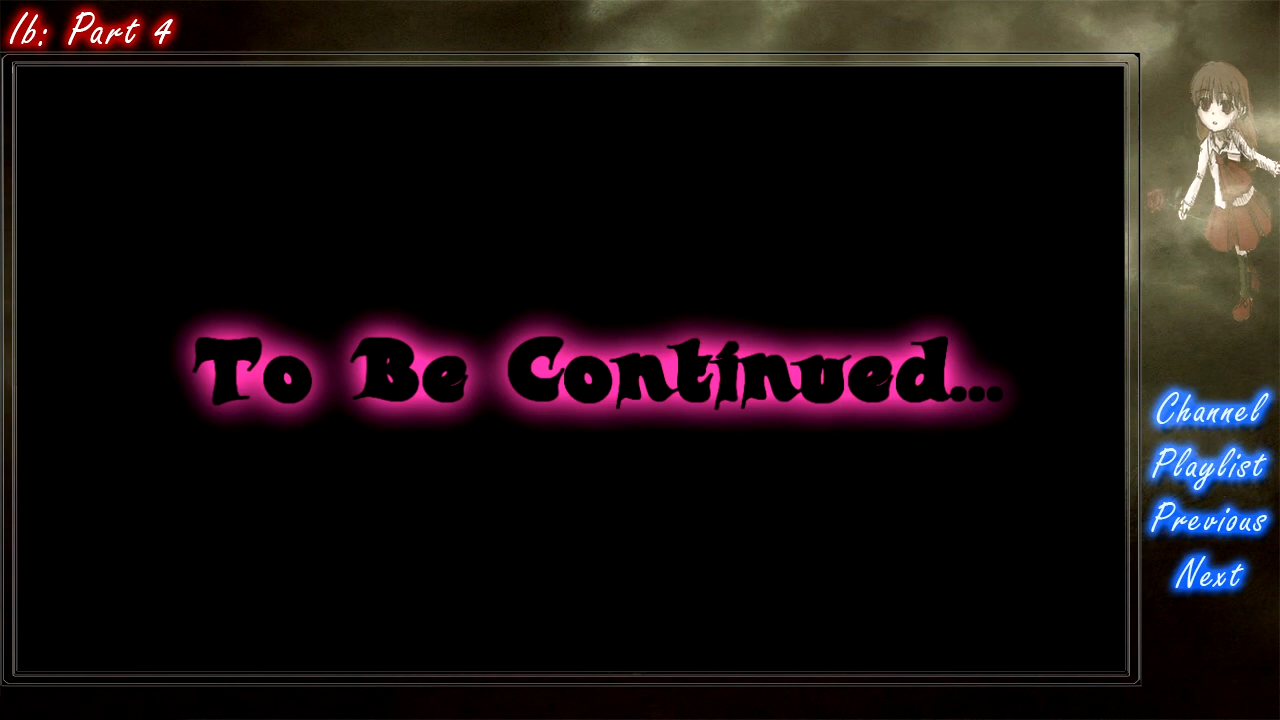 Ib: Part 4
To Be Continued...
Channel
Playlist
Previous
Next